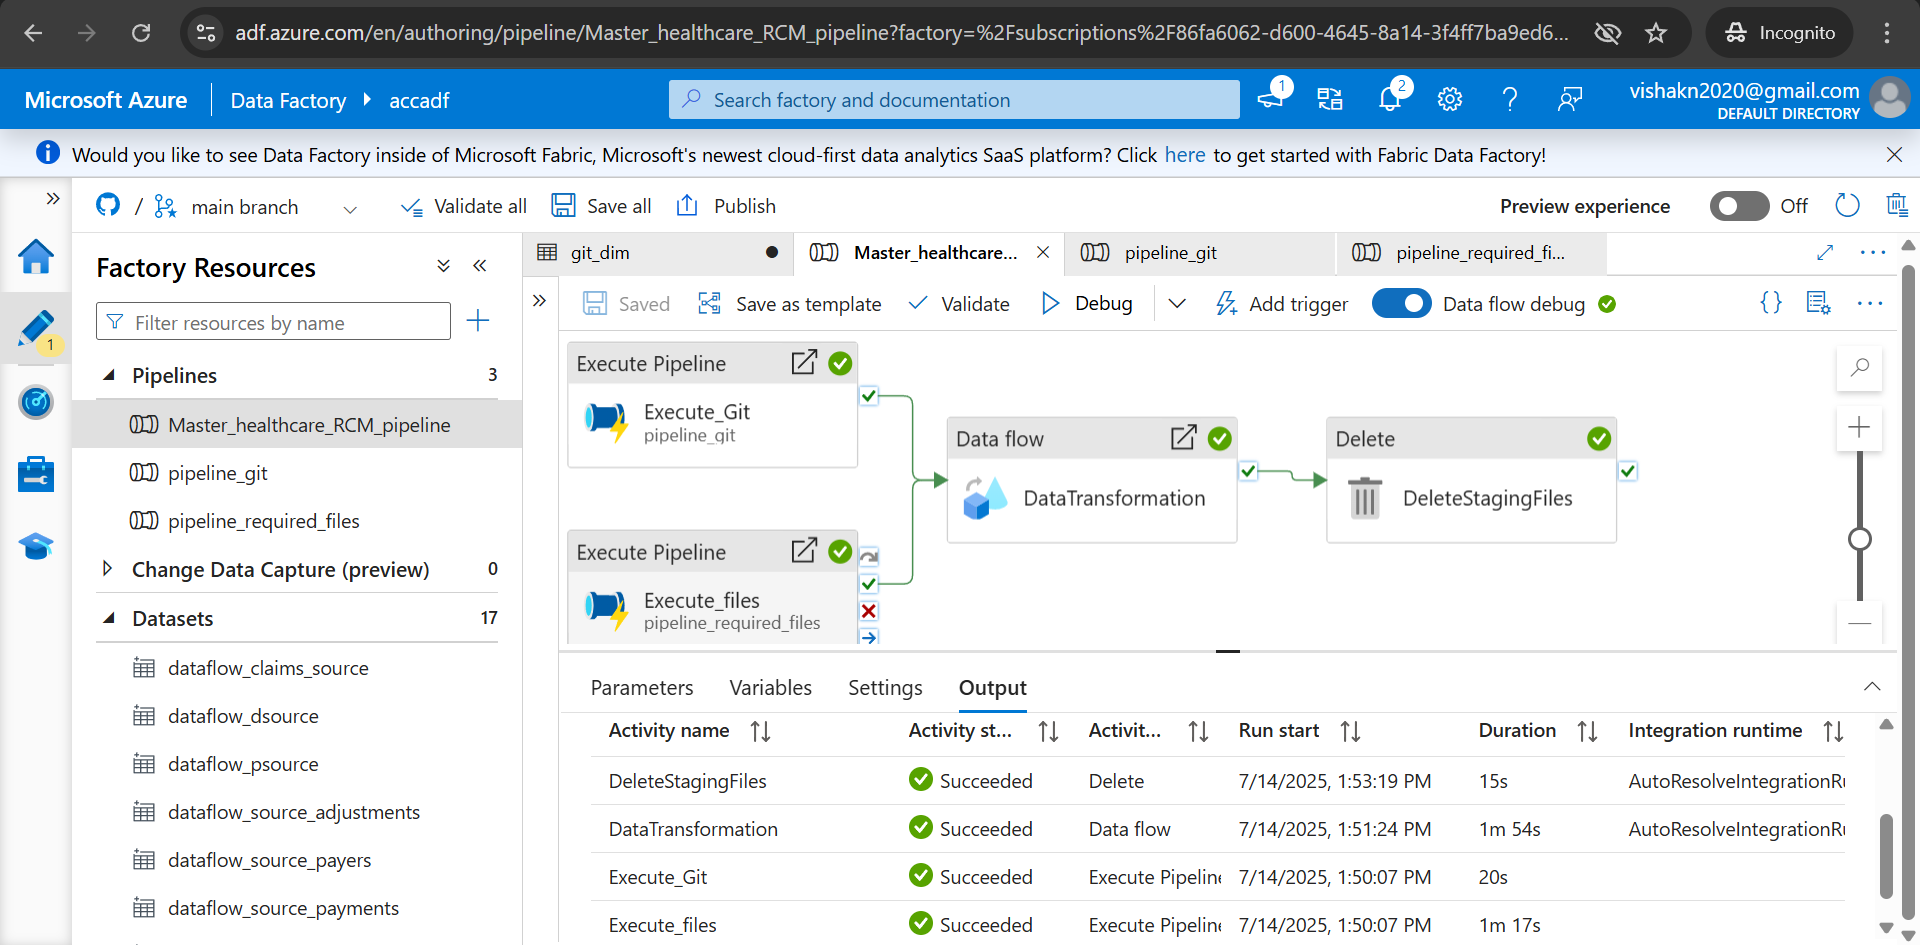 adf.azure.com/en/authoring/pipeline/Master_healthcare_RCM_pipeline?factory=%2Fsubscriptions%2F86fa6062-d600-4645-8a14-3f4ff7ba9ed6...
Incognito
Microsoft Azure
Data Factory
accadf
Search factory and documentation
1
2
vishakn2020@gmail.com
DEFAULT DIRECTORY
Would you like to see Data Factory inside of Microsoft Fabric, Microsoft's newest cloud-first data analytics SaaS platform? Click here to get started with Fabric Data Factory!
/ main branch
Validate all
Save all
Publish
Preview experience
Off
Factory Resources
git_dim
Master_healthcare...
pipeline_git
pipeline_required_fi...
Filter resources by name
Saved
Save as template
Validate
Debug
Add trigger
Data flow debug
{}
1
Pipelines 3
Master_healthcare_RCM_pipeline
pipeline_git
pipeline_required_files
Change Data Capture (preview) 0
Datasets 17
dataflow_claims_source
dataflow_dsource
dataflow_psource
dataflow_source_adjustments
dataflow_source_payers
dataflow_source_payments
Execute Pipeline
Execute_Git
pipeline_git
Execute Pipeline
Execute_files
pipeline_required_files
Data flow
DataTransformation
Delete
DeleteStagingFiles
Parameters
Variables
Settings
Output
Activity name Activity st... Activit... Run start Duration Integration runtime
DeleteStagingFiles Succeeded Delete 7/14/2025, 1:53:19 PM 15s AutoResolveIntegrationRu
DataTransformation Succeeded Data flow 7/14/2025, 1:51:24 PM 1m 54s AutoResolveIntegrationRu
Execute_Git Succeeded Execute Pipeline 7/14/2025, 1:50:07 PM 20s
Execute_files Succeeded Execute Pipeline 7/14/2025, 1:50:07 PM 1m 17s